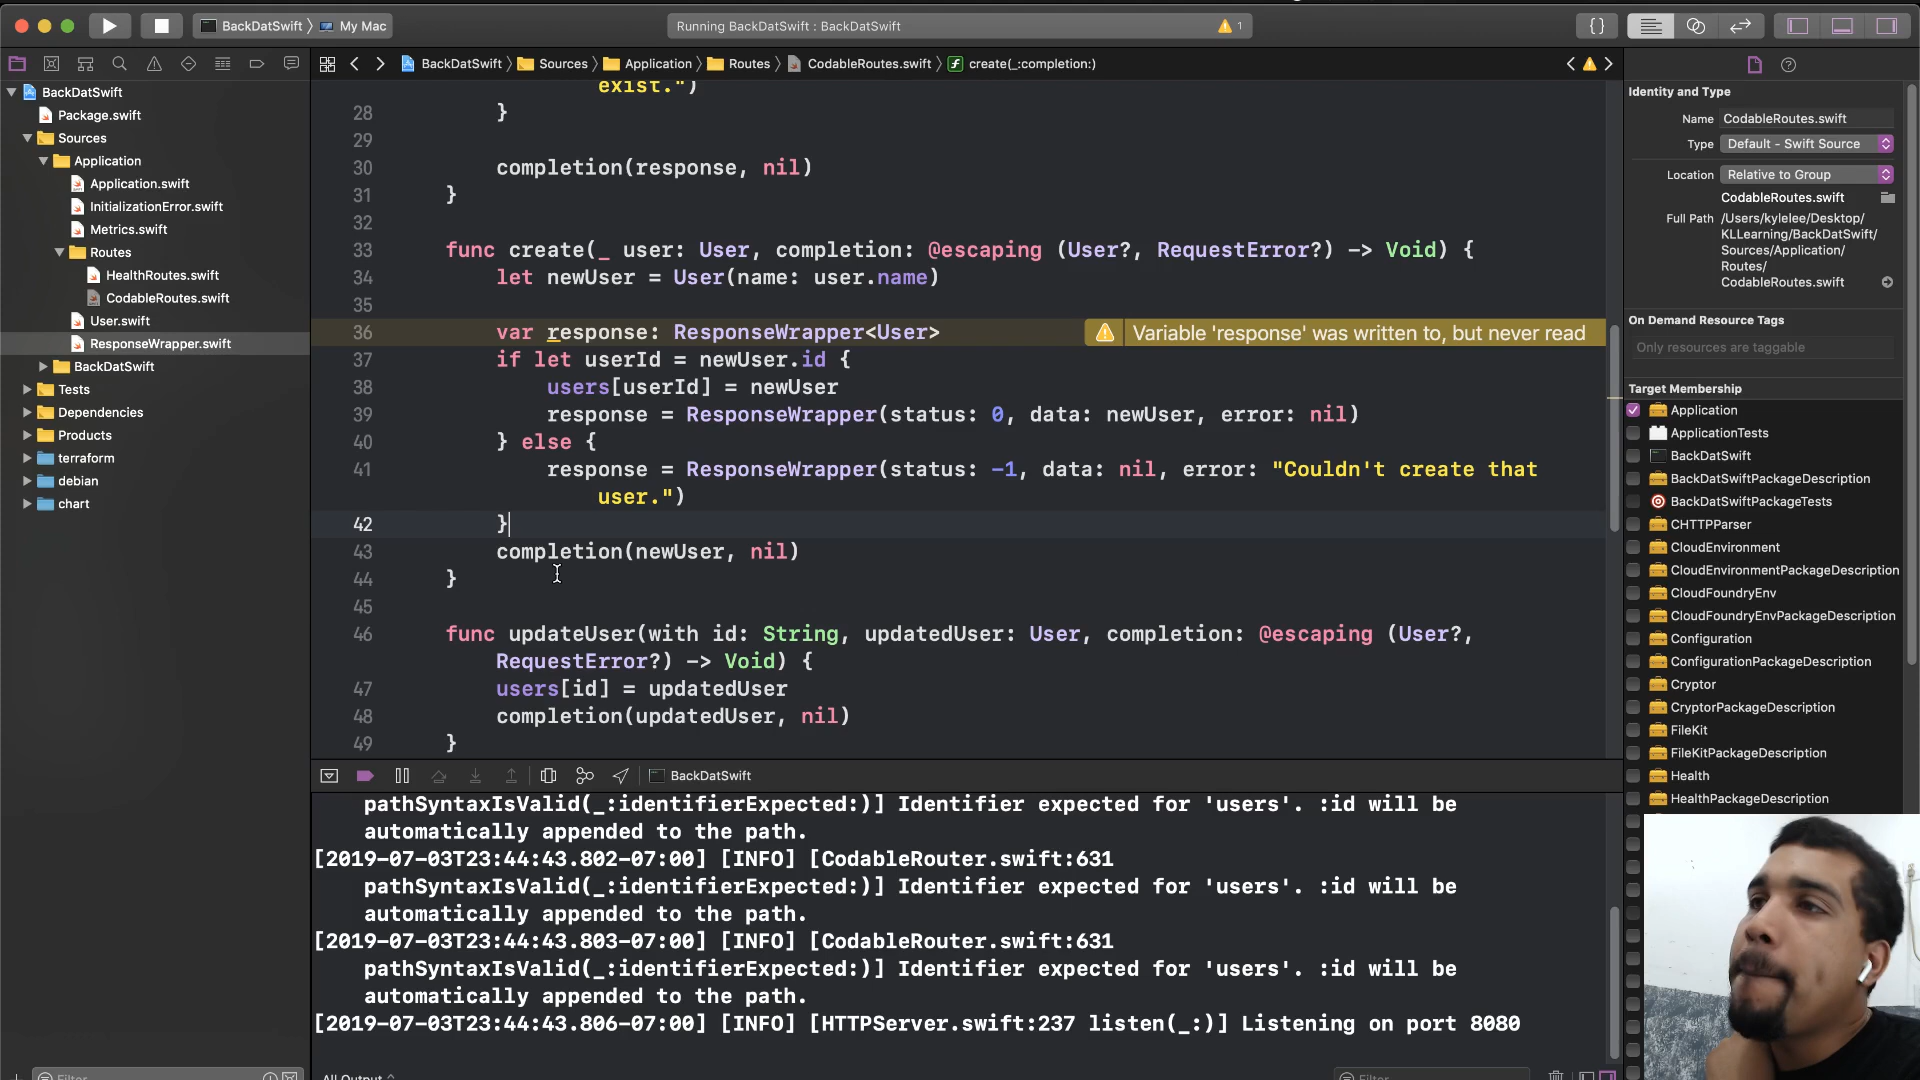 BackDatSwift 〉 My Mac
Running BackDatSwift : BackDatSwift
1
{}
BackDatSwift 〉 Sources 〉 Application 〉 Routes 〉 CodableRoutes.swift 〉 f create(_:completion:)
BackDatSwift
Package.swift
Sources
Application
Application.swift
InitializationError.swift
Metrics.swift
Routes
HealthRoutes.swift
CodableRoutes.swift
User.swift
ResponseWrapper.swift
BackDatSwift
Tests
Dependencies
Products
terraform
debian
chart
Filter
exist.")
28 }
29
30 completion(response, nil)
31 }
32
33 func create(_ user: User, completion: @escaping (User?, RequestError?) -> Void) {
34 let newUser = User(name: user.name)
35
36 var response: ResponseWrapper<User>
Variable 'response' was written to, but never read
37 if let userId = newUser.id {
38 users[userId] = newUser
39 response = ResponseWrapper(status: 0, data: newUser, error: nil)
40 } else {
41 response = ResponseWrapper(status: -1, data: nil, error: "Couldn't create that
user.")
42 }
43 completion(newUser, nil)
44 }
45
46 func updateUser(with id: String, updatedUser: User, completion: @escaping (User?,
RequestError?) -> Void) {
47 users[id] = updatedUser
48 completion(updatedUser, nil)
49 }
BackDatSwift
pathSyntaxIsValid(_:identifierExpected:)] Identifier expected for 'users'. :id will be
automatically appended to the path.
[2019-07-03T23:44:43.802-07:00] [INFO] [CodableRouter.swift:631
pathSyntaxIsValid(_:identifierExpected:)] Identifier expected for 'users'. :id will be
automatically appended to the path.
[2019-07-03T23:44:43.803-07:00] [INFO] [CodableRouter.swift:631
pathSyntaxIsValid(_:identifierExpected:)] Identifier expected for 'users'. :id will be
automatically appended to the path.
[2019-07-03T23:44:43.806-07:00] [INFO] [HTTPServer.swift:237 listen(_:)] Listening on port 8080
All Output
Filter
Identity and Type
Name CodableRoutes.swift
Type Default - Swift Source
Location Relative to Group
CodableRoutes.swift
Full Path /Users/kylelee/Desktop/
KLLearning/BackDatSwift/
Sources/Application/
Routes/
CodableRoutes.swift
On Demand Resource Tags
Only resources are taggable
Target Membership
Application
ApplicationTests
BackDatSwift
BackDatSwiftPackageDescription
BackDatSwiftPackageTests
CHTTPParser
CloudEnvironment
CloudEnvironmentPackageDescription
CloudFoundryEnv
CloudFoundryEnvPackageDescription
Configuration
ConfigurationPackageDescription
Cryptor
CryptorPackageDescription
FileKit
FileKitPackageDescription
Health
HealthPackageDescription